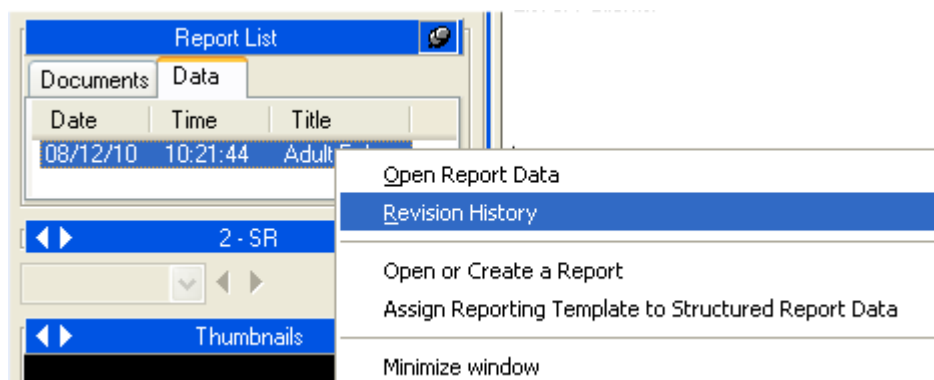 Report List
Documents Data
Date Time Title
08/12/10 10:21:44 Adult
Open Report Data
Revision History
2 - SR
Open or Create a Report
Assign Reporting Template to Structured Report Data
Thumbnails
Minimize window